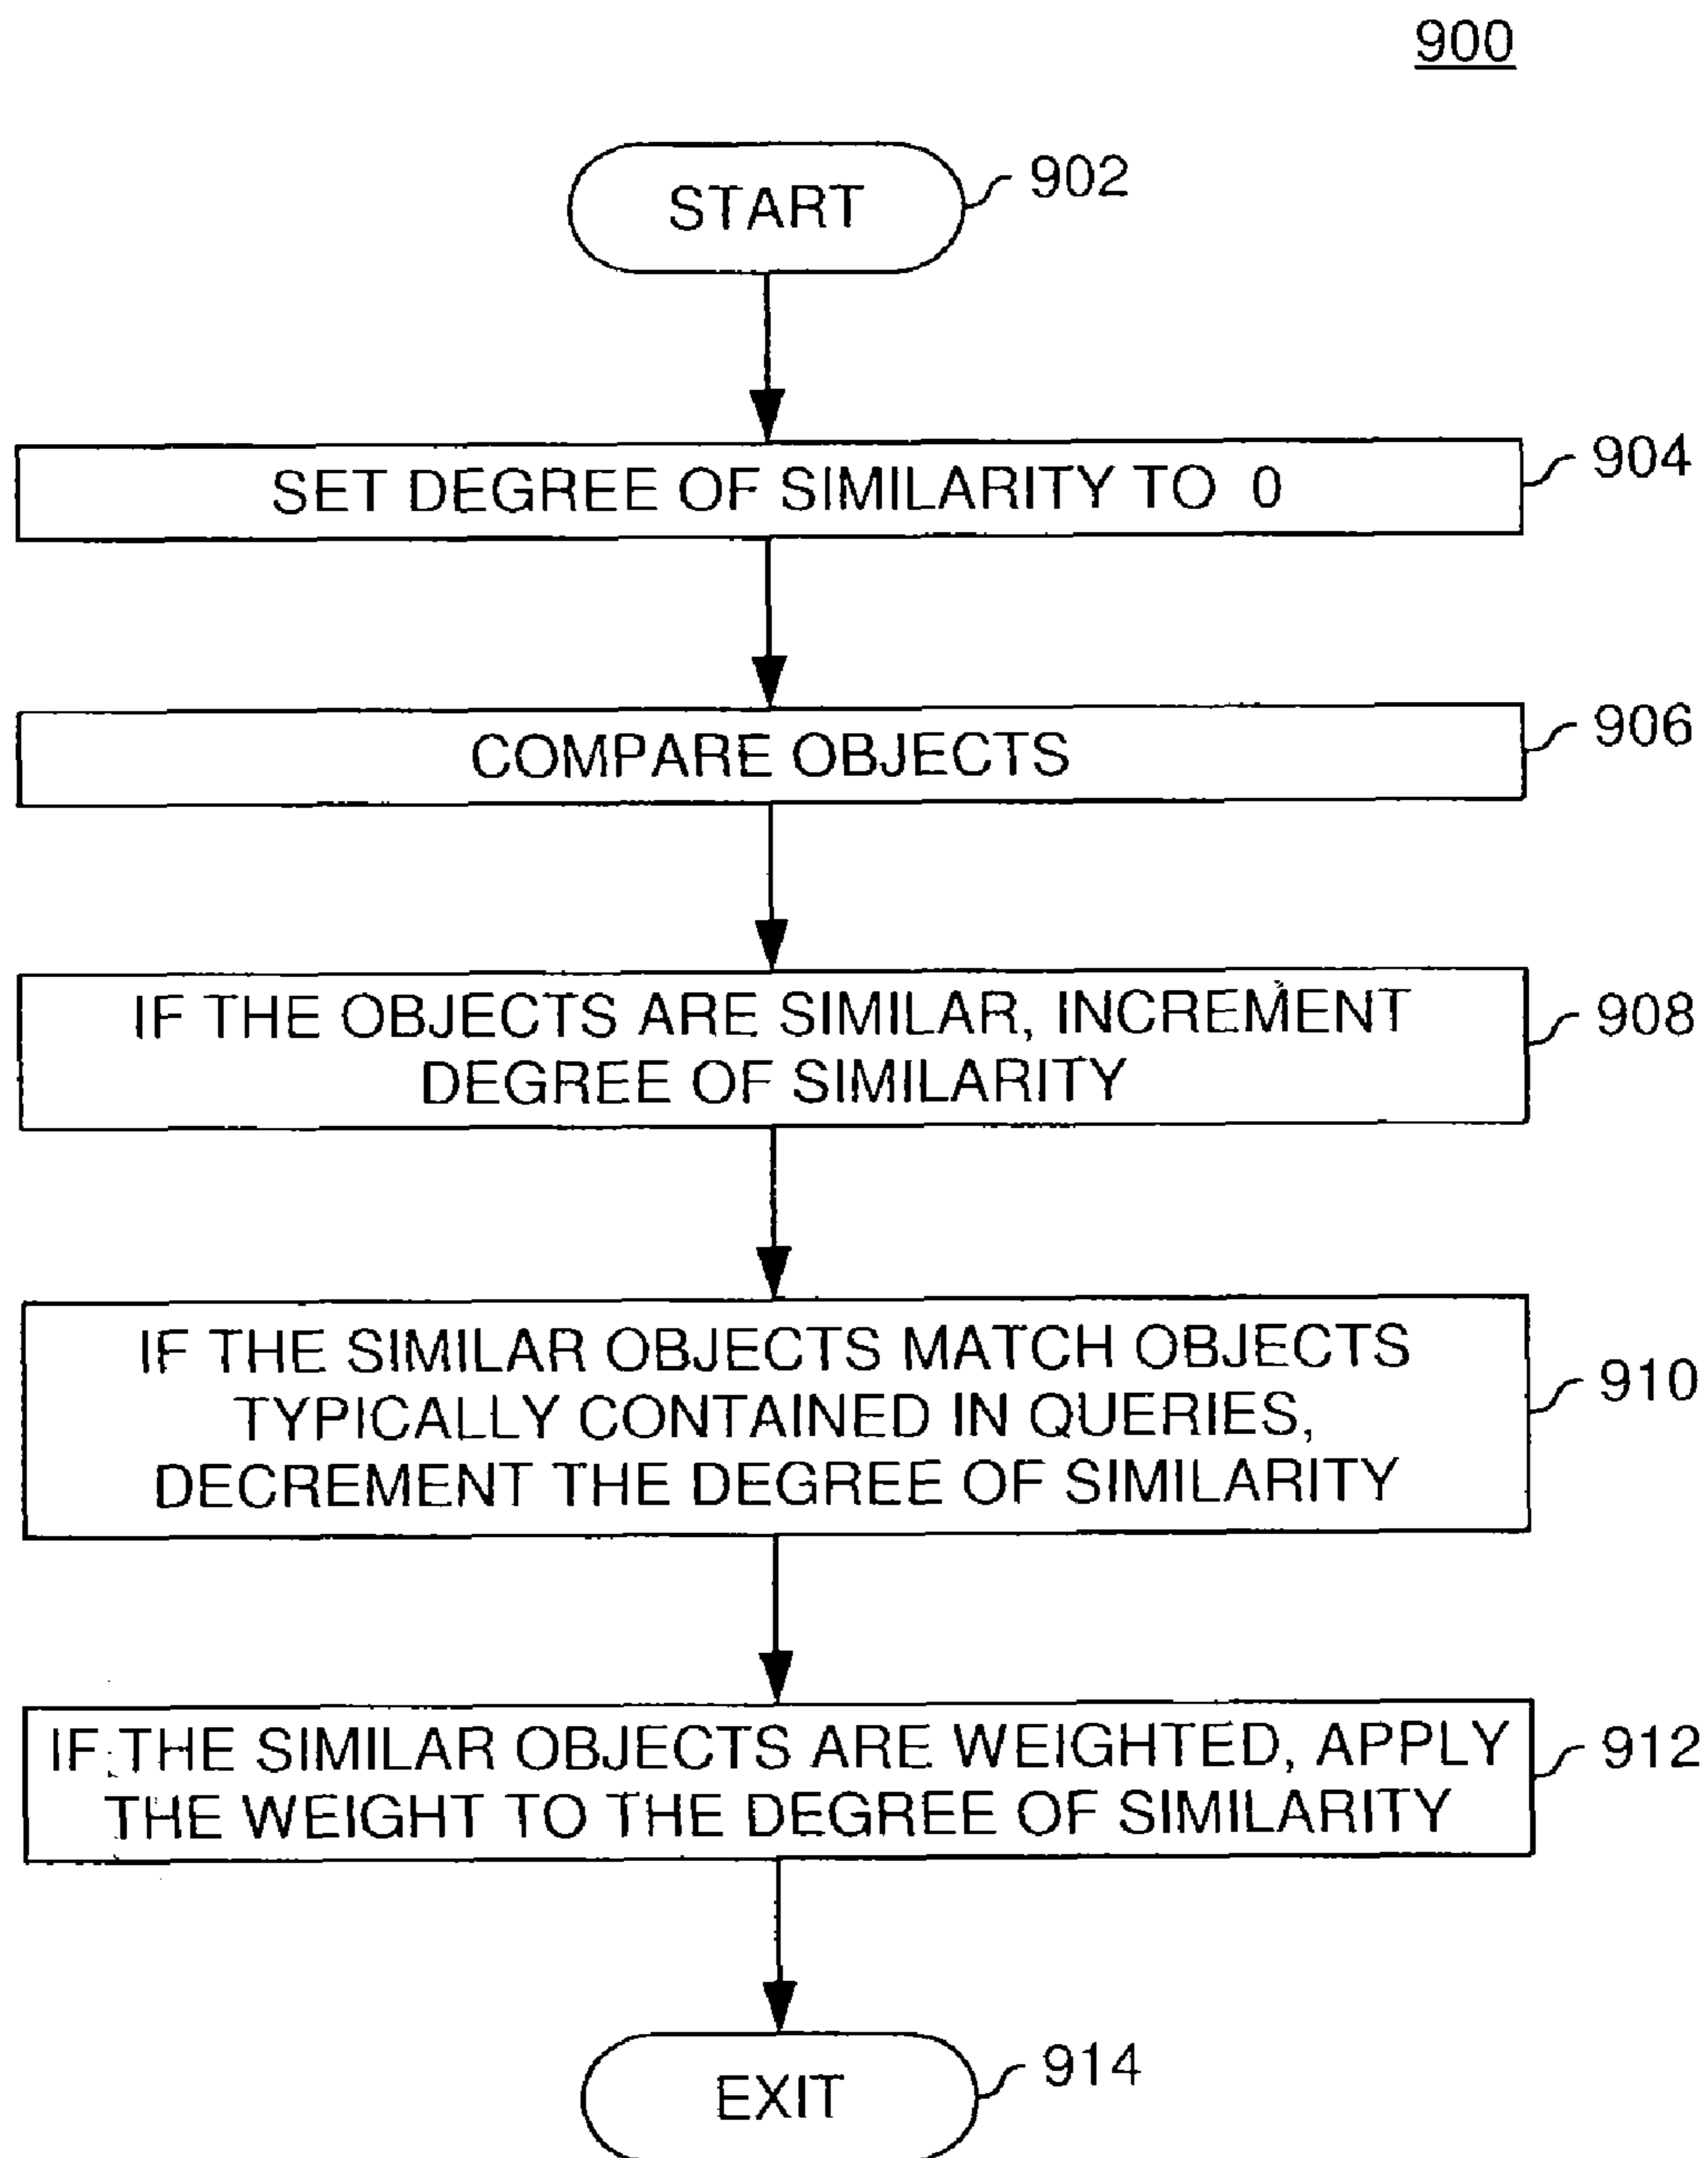 900
START
902
SET DEGREE OF SIMILARITY TO 0
904
COMPARE OBJECTS
906
IF THE OBJECTS ARE SIMILAR, INCREMENT
DEGREE OF SIMILARITY
908
IF THE SIMILAR OBJECTS MATCH OBJECTS
TYPICALLY CONTAINED IN QUERIES,
DECREMENT THE DEGREE OF SIMILARITY
910
IF THE SIMILAR OBJECTS ARE WEIGHTED, APPLY
THE WEIGHT TO THE DEGREE OF SIMILARITY
912
EXIT
914